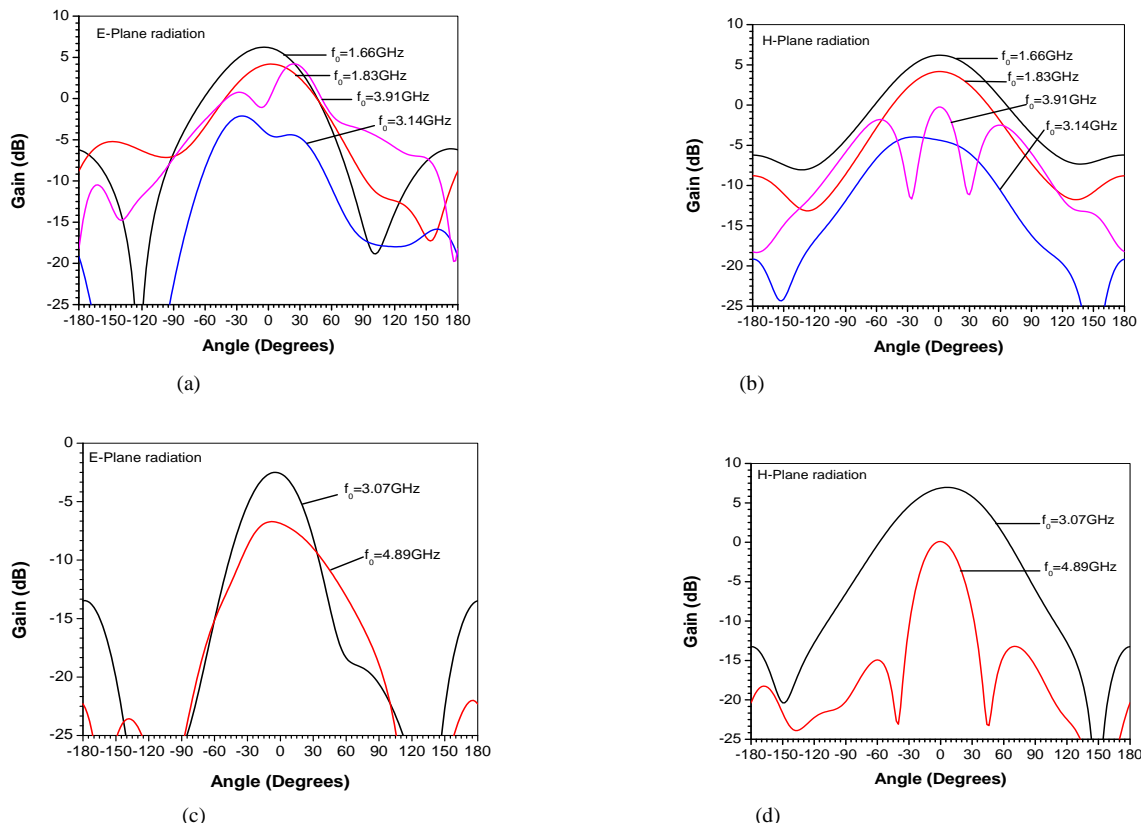 E-Plane radiation
f0=1.66GHz
f0=1.83GHz
f0=3.91GHz
f0=3.14GHz
10
5
0
-5
-10
-15
-20
-25
Gain (dB)
-180 -150 -120 -90 -60 -30 0 30 60 90 120 150 180
Angle (Degrees)
(a)
H-Plane radiation
f0=1.66GHz
f0=1.83GHz
f0=3.91GHz
f0=3.14GHz
10
5
0
-5
-10
-15
-20
-25
Gain (dB)
-180 -150 -120 -90 -60 -30 0 30 60 90 120 150 180
Angle (Degrees)
(b)
E-Plane radiation
f0=3.07GHz
f0=4.89GHz
0
-5
-10
-15
-20
-25
Gain (dB)
-180 -150 -120 -90 -60 -30 0 30 60 90 120 150 180
Angle (Degrees)
(c)
H-Plane radiation
f0=3.07GHz
f0=4.89GHz
10
5
0
-5
-10
-15
-20
-25
Gain (dB)
-180 -150 -120 -90 -60 -30 0 30 60 90 120 150 180
Angle (Degrees)
(d)